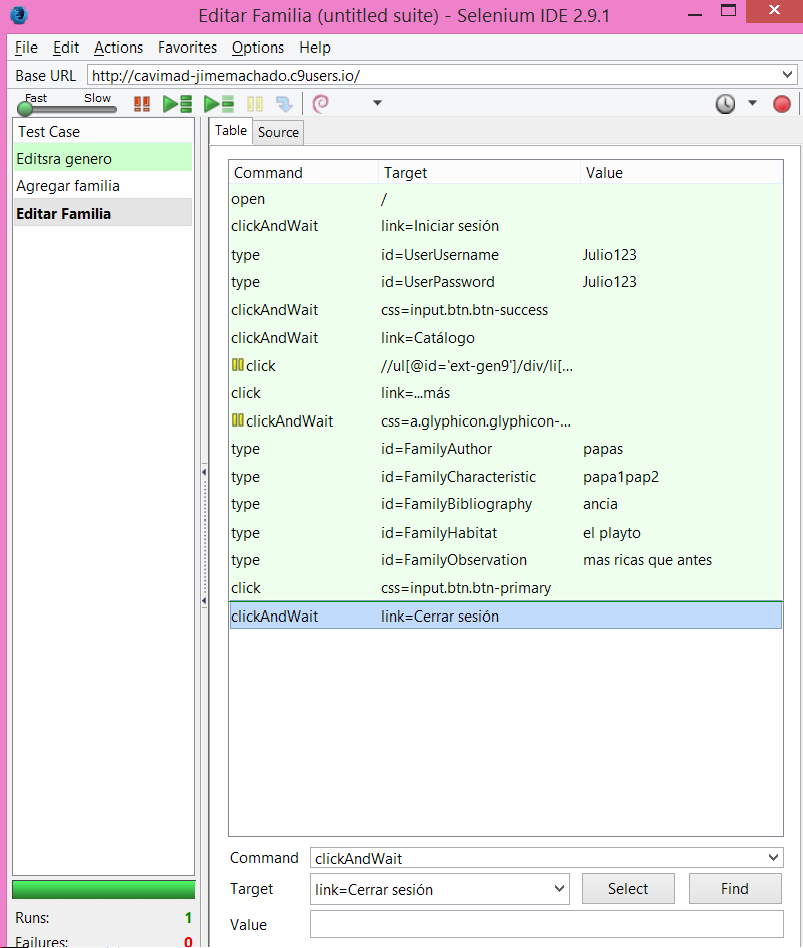 Editar Familia (untitled suite) - Selenium IDE 2.9.1
File Edit Actions Favorites Options Help
Base URL http://cavimad-jimemachado.c9users.io/
Fast Slow
Test Case
Editsra genero
Agregar familia
Editar Familia
Table Source
Command Target Value
open /
clickAndWait link=Iniciar sesión
type id=UserUsername Julio123
type id=UserPassword Julio123
clickAndWait css=input.btn.btn-success
clickAndWait link=Catálogo
click //ul[@id='ext-gen9']/div/li[...
click link=...más
clickAndWait css=a.glyphicon.glyphicon-...
type id=FamilyAuthor papas
type id=FamilyCharacteristic papa1pap2
type id=FamilyBibliography ancia
type id=FamilyHabitat el playto
type id=FamilyObservation mas ricas que antes
click css=input.btn.btn-primary
clickAndWait link=Cerrar sesión
Command clickAndWait
Target link=Cerrar sesión Select Find
Value
Runs: 1
Failures: 0